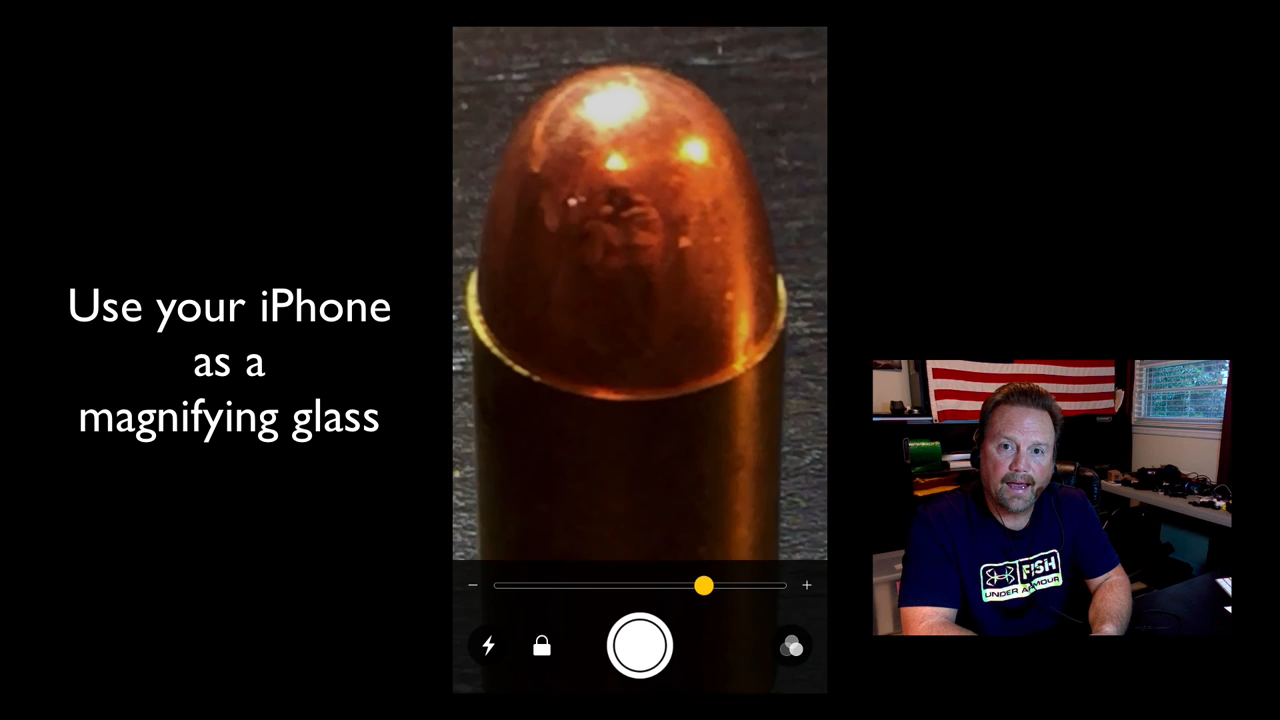 Use your iPhone
as a
magnifying glass
FISH
UNDER ARMOUR